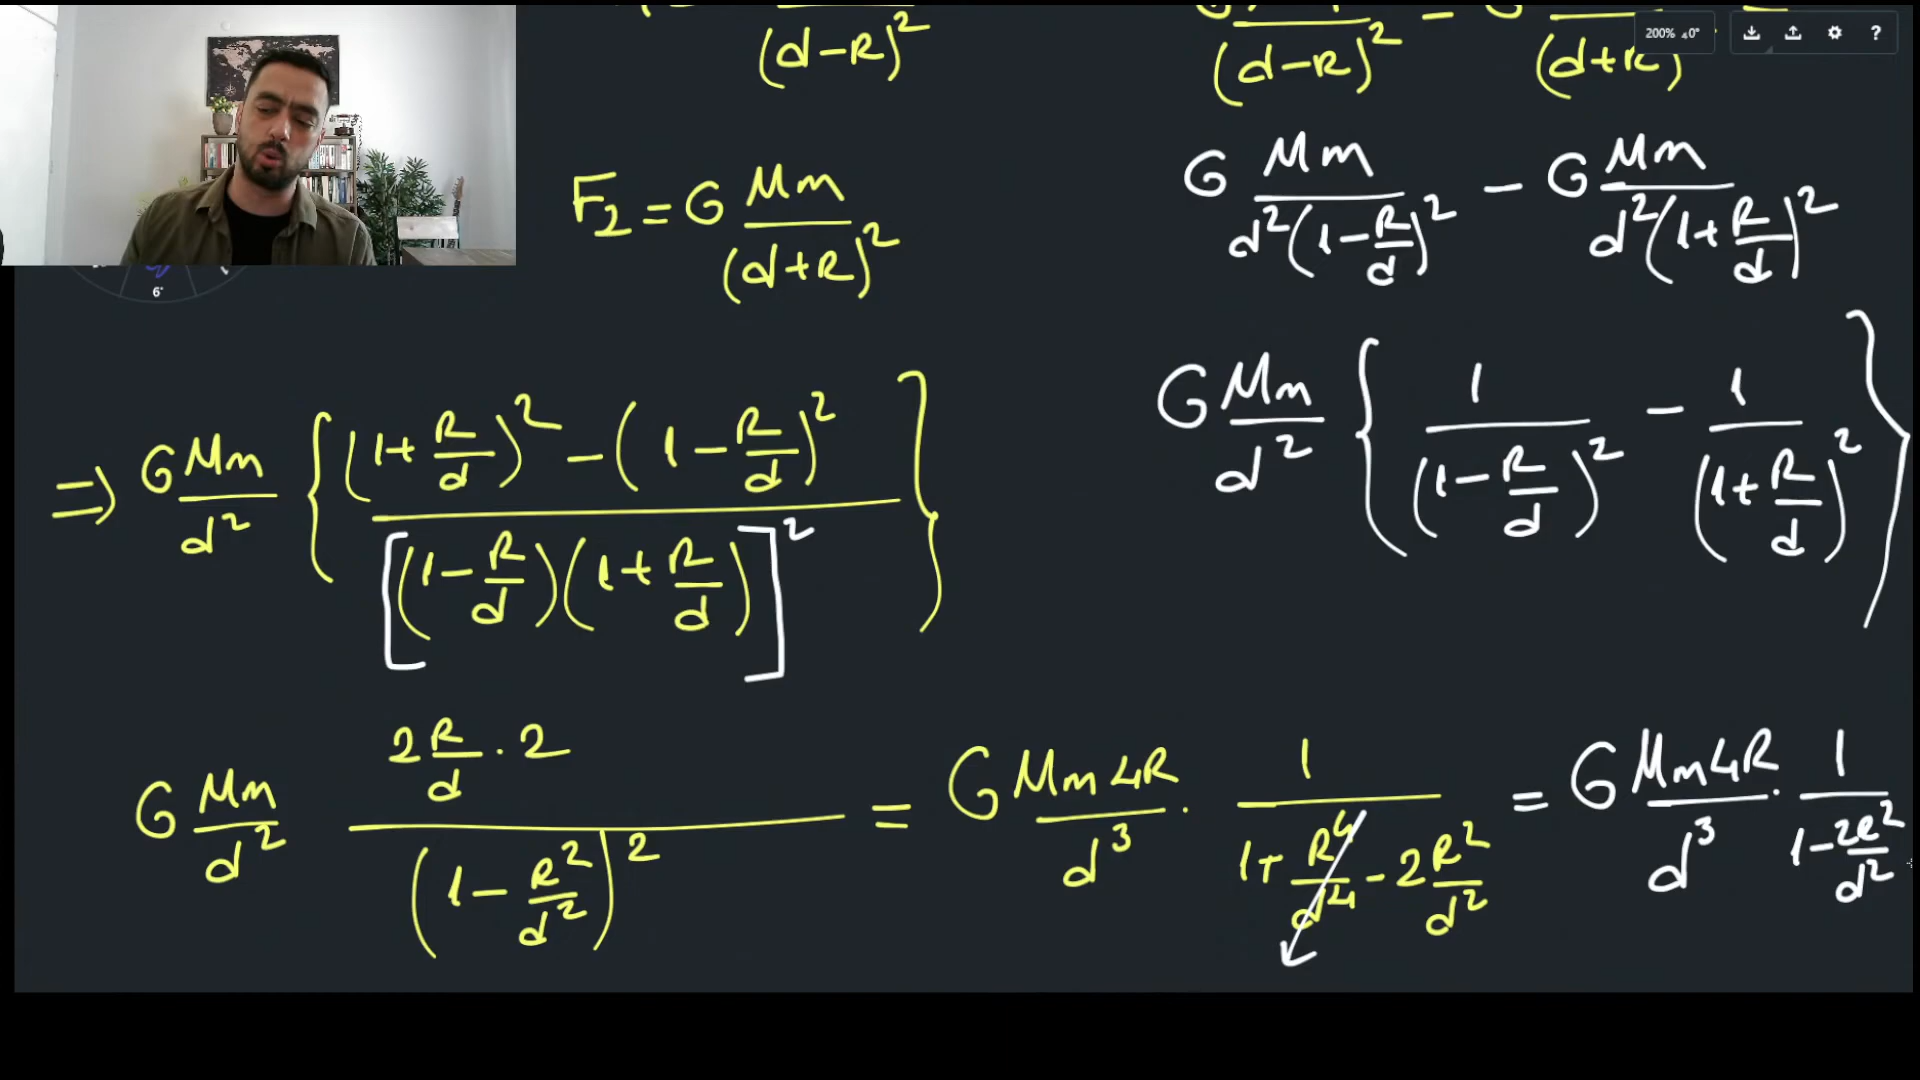 (d-R)²
(d-R)² - (d+R)
200% 0°
?
F₂ = G Mm/(d+R)²
G Mm/d²(1-R/d)² - G Mm/d²(1+R/d)²
6°
G Mm/d² { 1/(1-R/d)² - 1/(1+R/d)² }
=> G Mm/d² { (1+R/d)² - (1-R/d)² / [(1-R/d)(1+R/d)]² }
G Mm/d² 2R/d · 2 / (1-R²/d²)² = G Mm4R/d³ · 1/(1+R⁴/d⁴-2R²/d²) = G Mm4R/d³ · 1/(1-2R²/d²)